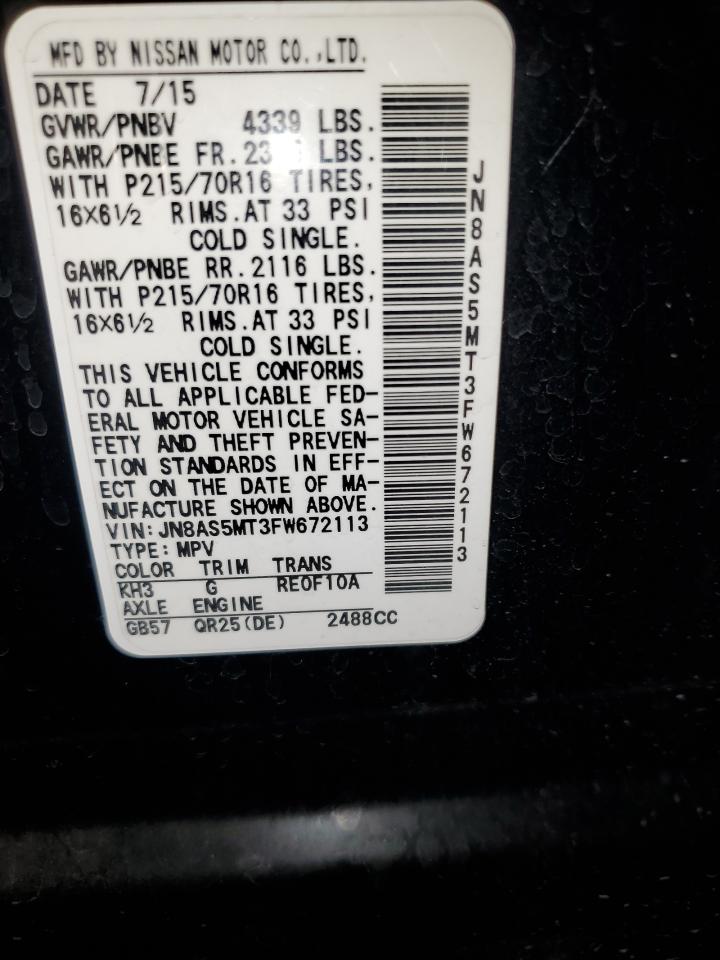 MFD BY NISSAN MOTOR CO.,LTD.
DATE 7/15
GVWR/PNBV 4339 LBS.
GAWR/PNBE FR. LBS.
WITH P215/70R16 TIRES,
16X6½ RIMS.AT 33 PSI
COLD SINGLE.
GAWR/PNBE RR.2116 LBS.
WITH P215/70R16 TIRES,
16X6½ RIMS.AT 33 PSI
COLD SINGLE.
THIS VEHICLE CONFORMS
TO ALL APPLICABLE FED-
ERAL MOTOR VEHICLE SA-
FETY AND THEFT PREVEN-
TION STANDARDS IN EFF-
ECT ON THE DATE OF MA-
NUFACTURE SHOWN ABOVE.
VIN:JN8AS5MT3FW672113
TYPE:MPV
COLOR TRIM TRANS
KH3 G RE0F10A
AXLE ENGINE
GB57 QR25(DE) 2488CC
JN8AS5MT3FW672113